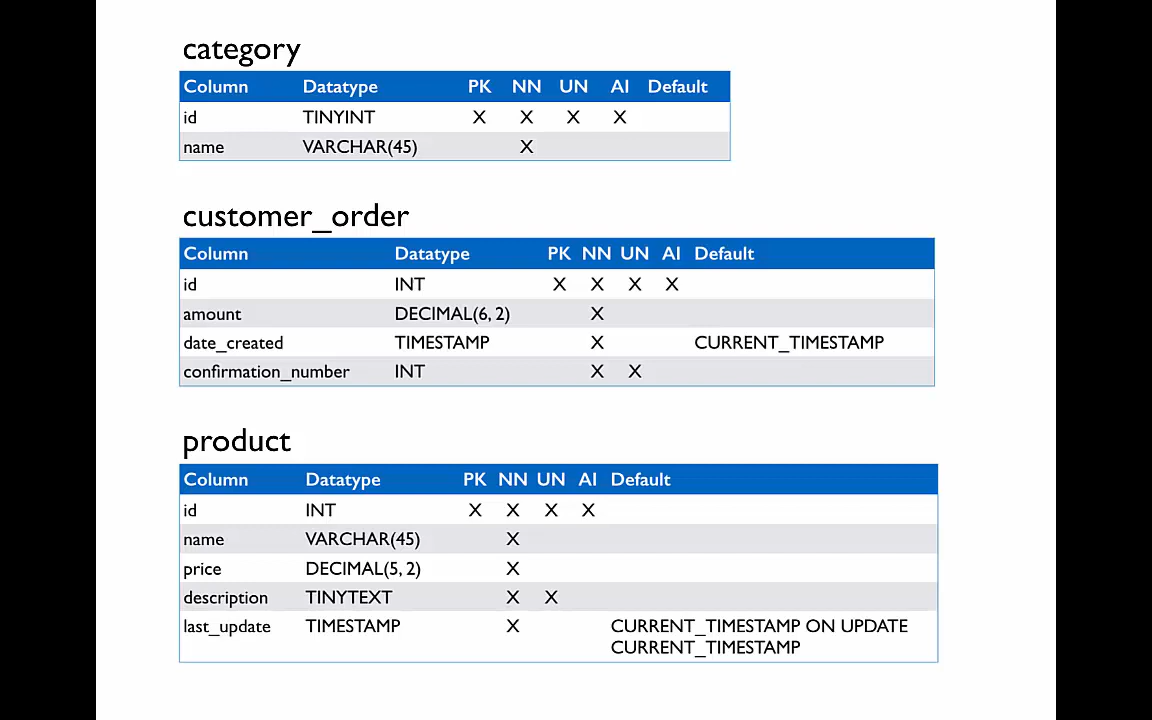 category
Column Datatype PK NN UN AI Default
id TINYINT X X X X
name VARCHAR(45) X
customer_order
Column Datatype PK NN UN AI Default
id INT X X X X
amount DECIMAL(6, 2) X
date_created TIMESTAMP X CURRENT_TIMESTAMP
confirmation_number INT X X
product
Column Datatype PK NN UN AI Default
id INT X X X X
name VARCHAR(45) X
price DECIMAL(5, 2) X
description TINYTEXT X X
last_update TIMESTAMP X CURRENT_TIMESTAMP ON UPDATE
CURRENT_TIMESTAMP